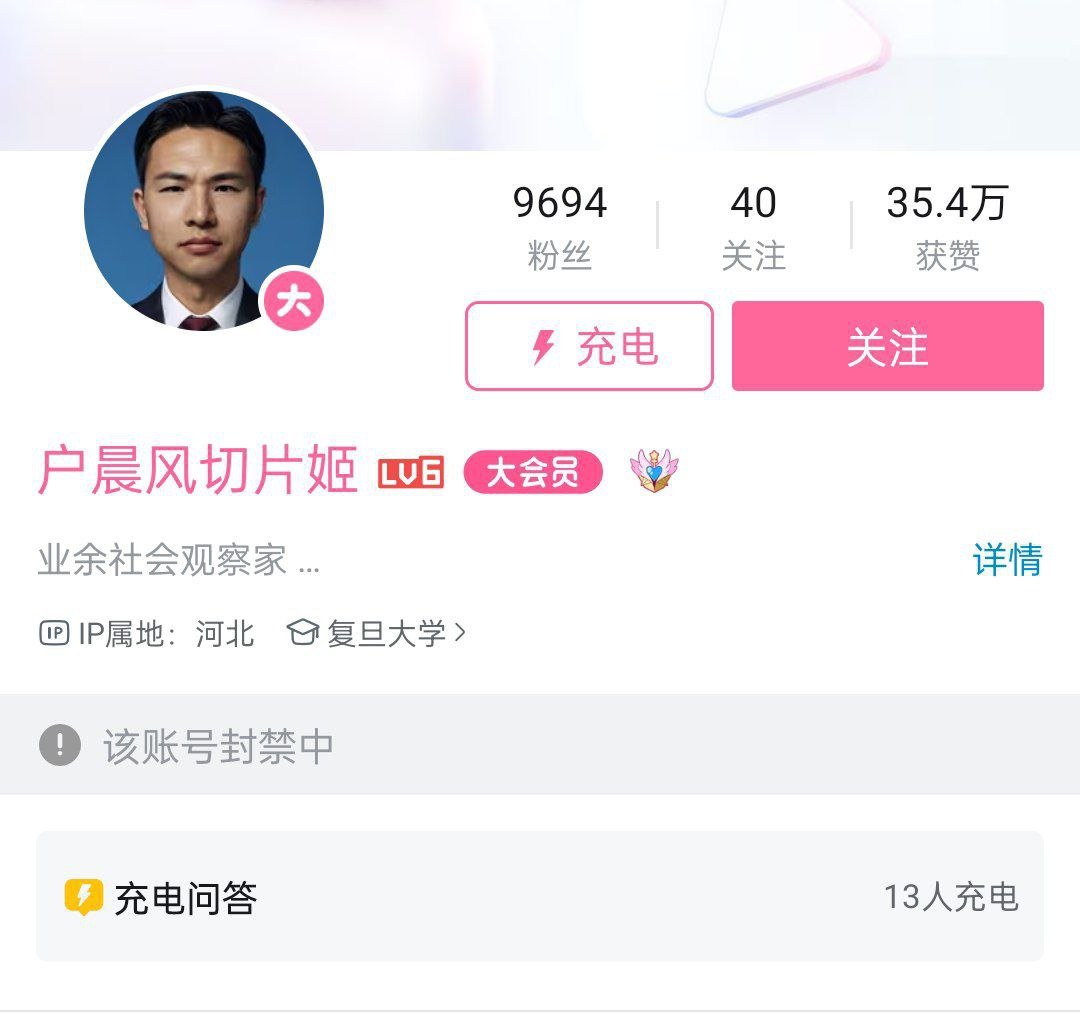 9694 40 35.4万
粉丝 关注 获赞
大
充电 关注
户晨风切片姬 LV6 大会员
业余社会观察家 ... 详情
IP IP属地：河北 复旦大学
该账号封禁中
充电问答 13人充电